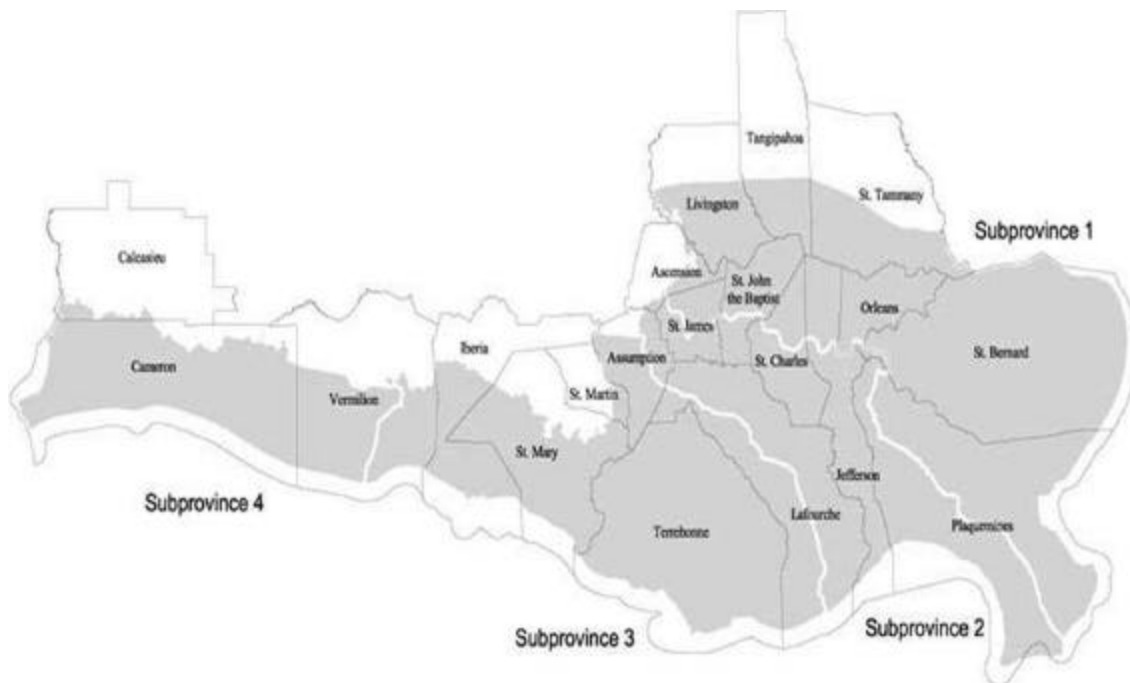 Tangipahoa
Livingston
St. Tammany
Subprovince 1
Calcasieu
Ascension
St. John
the Baptist
Orleans
St. James
Iberia
Assumption
St. Charles
St. Bernard
Cameron
Vermilion
St. Martin
St. Mary
Jefferson
Subprovince 4
Lafourche
Terrebonne
Plaquemines
Subprovince 3
Subprovince 2